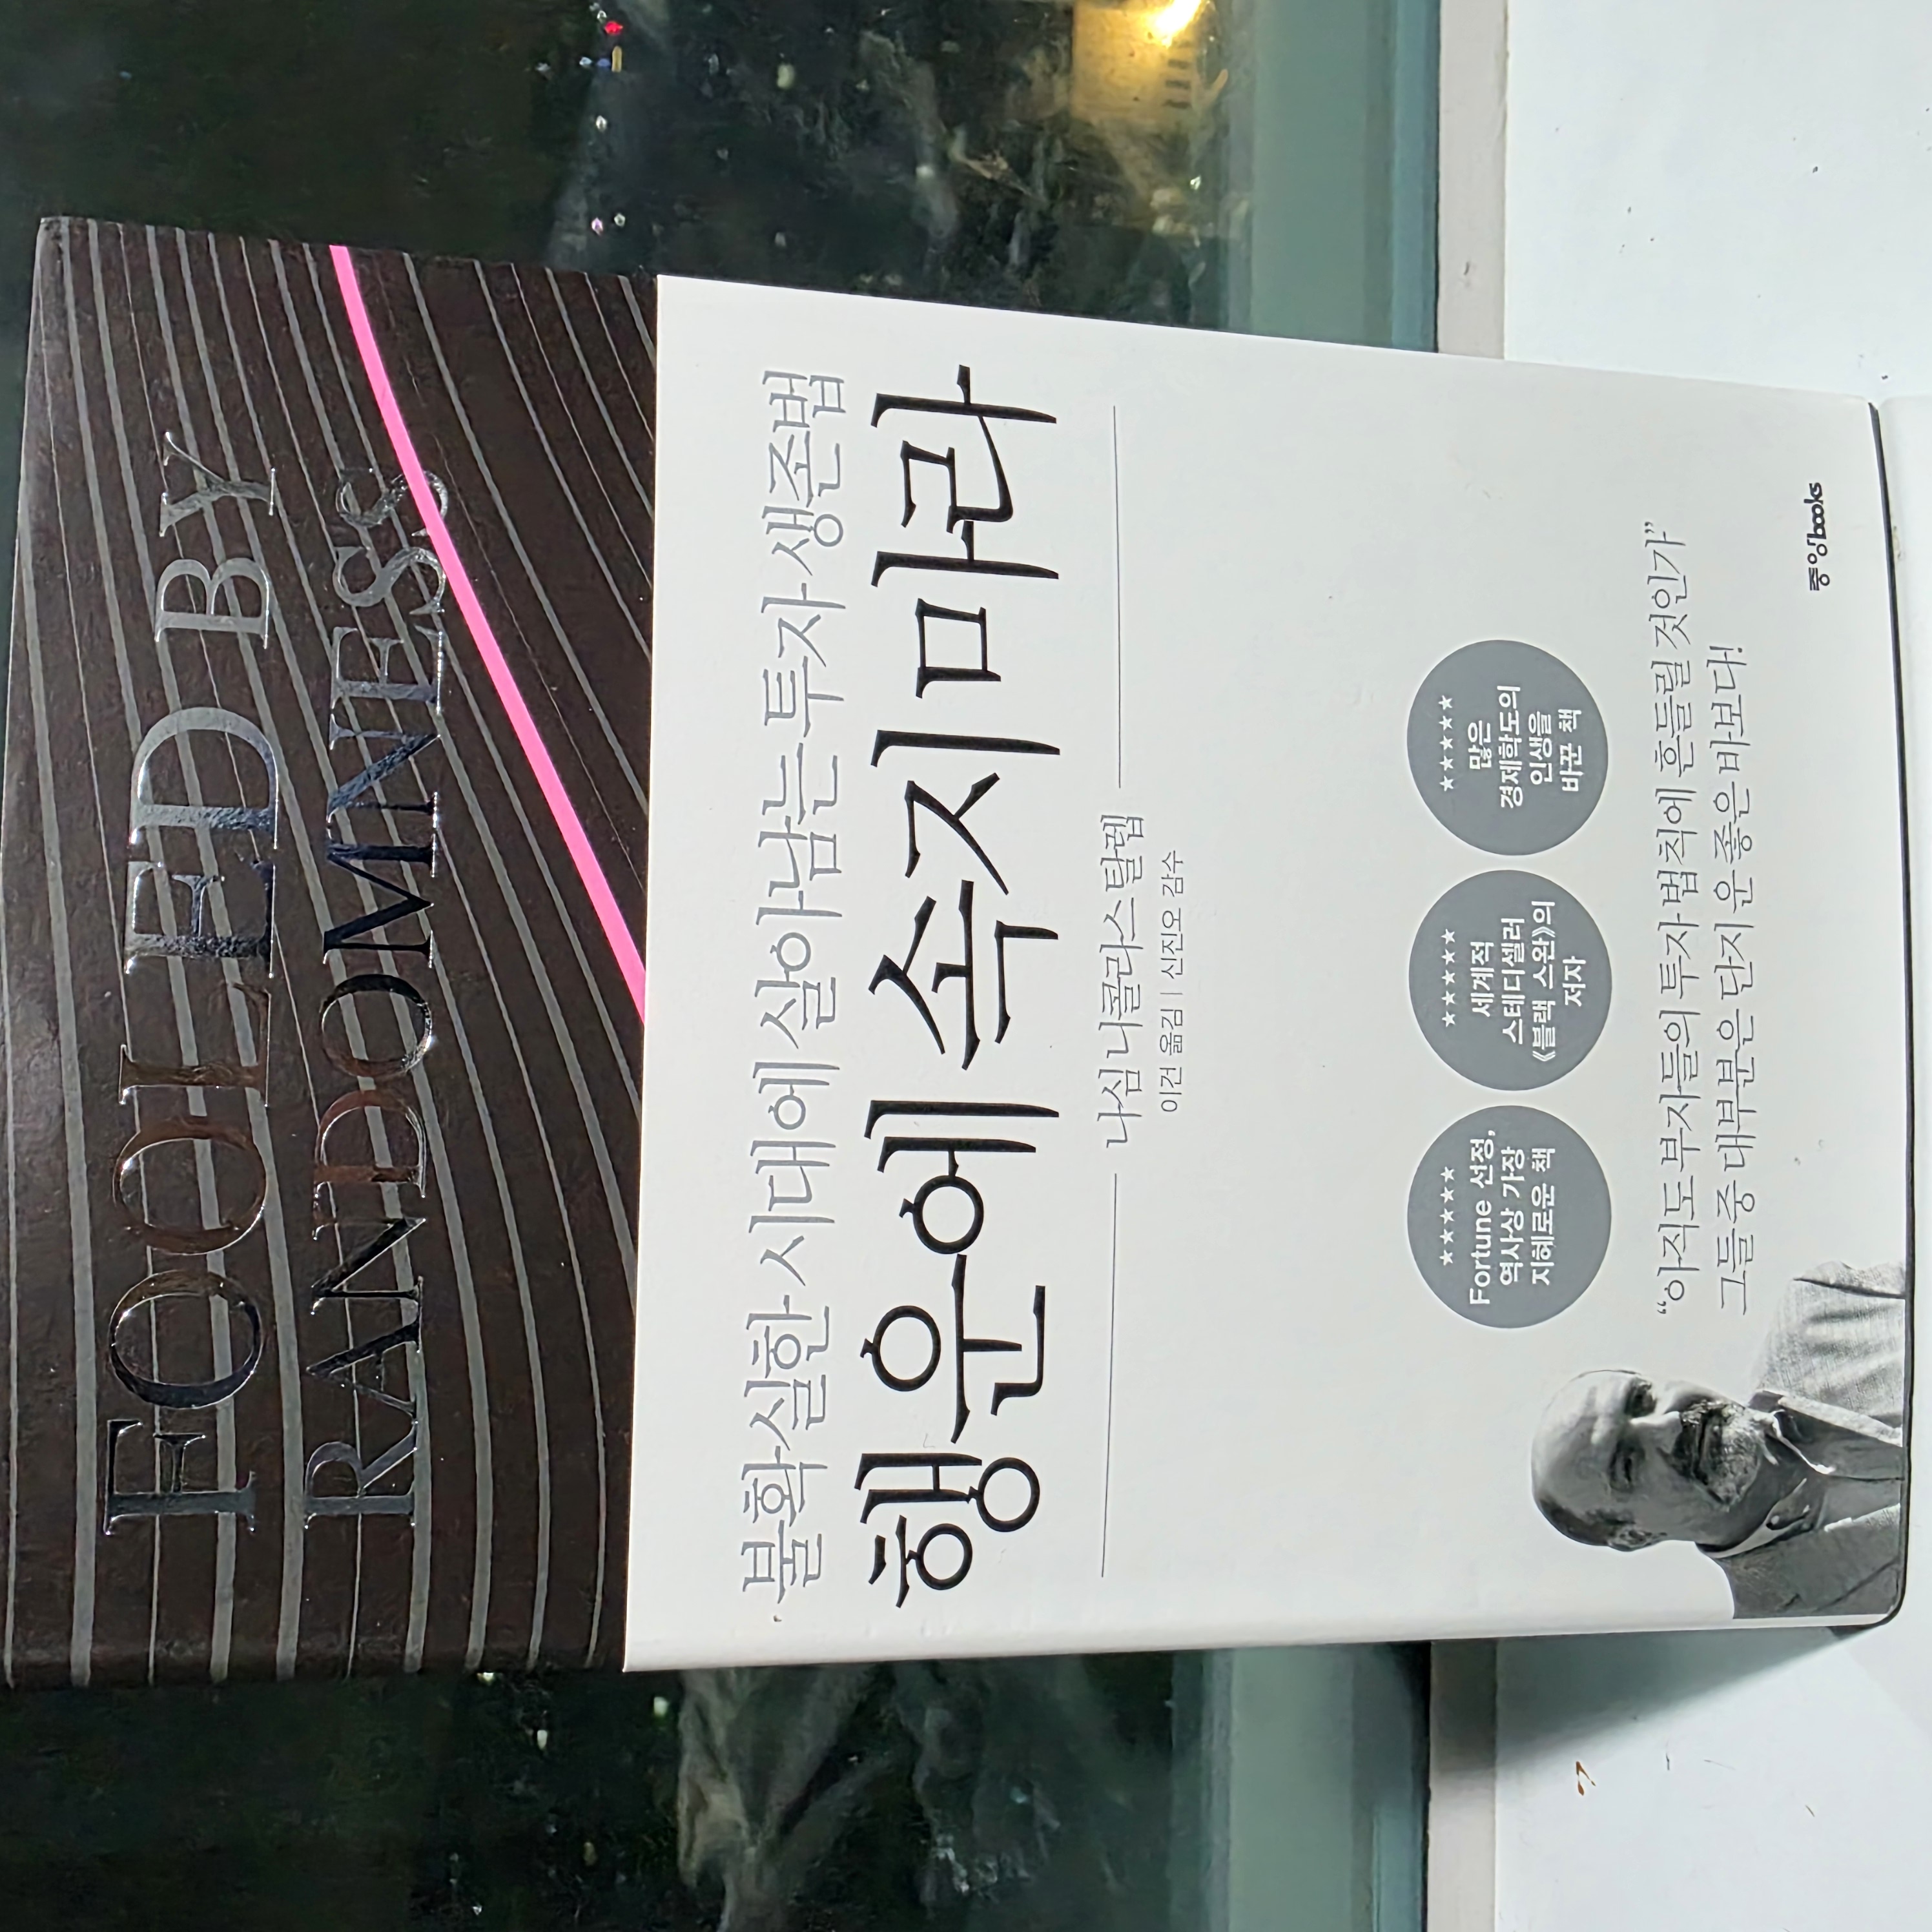 FOOLED BY
RANDOMNESS
불확실한 시대에 살아남는 투자 생존법
행운에 속지 마라
나심 니콜라스 탈렙
이건 옮김 | 신진오 감수
★★★★★
Fortune 선정,
역사상 가장
지혜로운 책
★★★★★
세계적
스테디셀러
《블랙 스완》의
저자
★★★★★
많은
경제학도의
인생을
바꾼 책
“아직도 부자들의 투자 법칙에 흔들릴 것인가”
그들 중 대부분은 단지 운 좋은 바보다!
중앙books